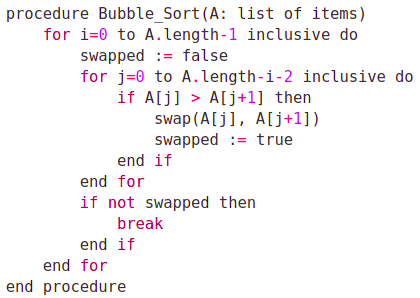 procedure Bubble_Sort(A: list of items)
    for i=0 to A.length-1 inclusive do
        swapped := false
        for j=0 to A.length-i-2 inclusive do
            if A[j] > A[j+1] then
                swap(A[j], A[j+1])
                swapped := true
            end if
        end for
        if not swapped then
            break
        end if
    end for
end procedure